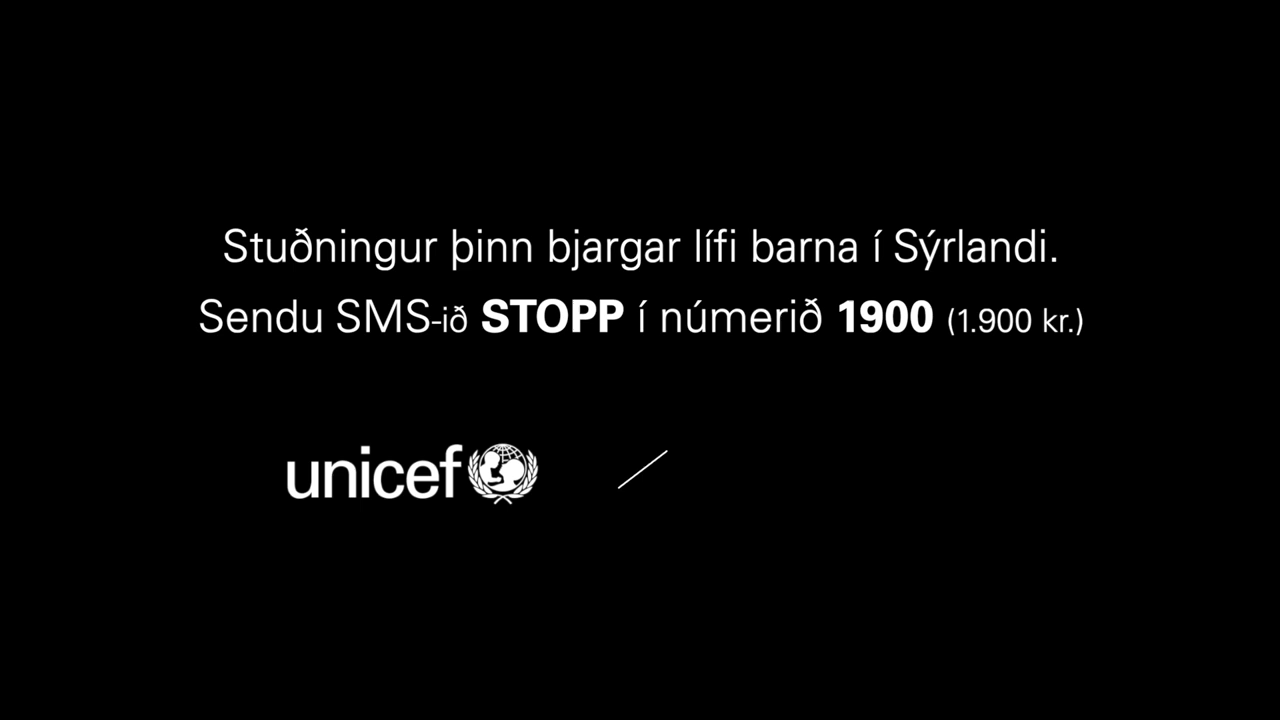 Stuðningur þinn bjargar lífi barna í Sýrlandi.
Sendu SMS-ið STOPP í númerið 1900 (1.900 kr.)
unicef